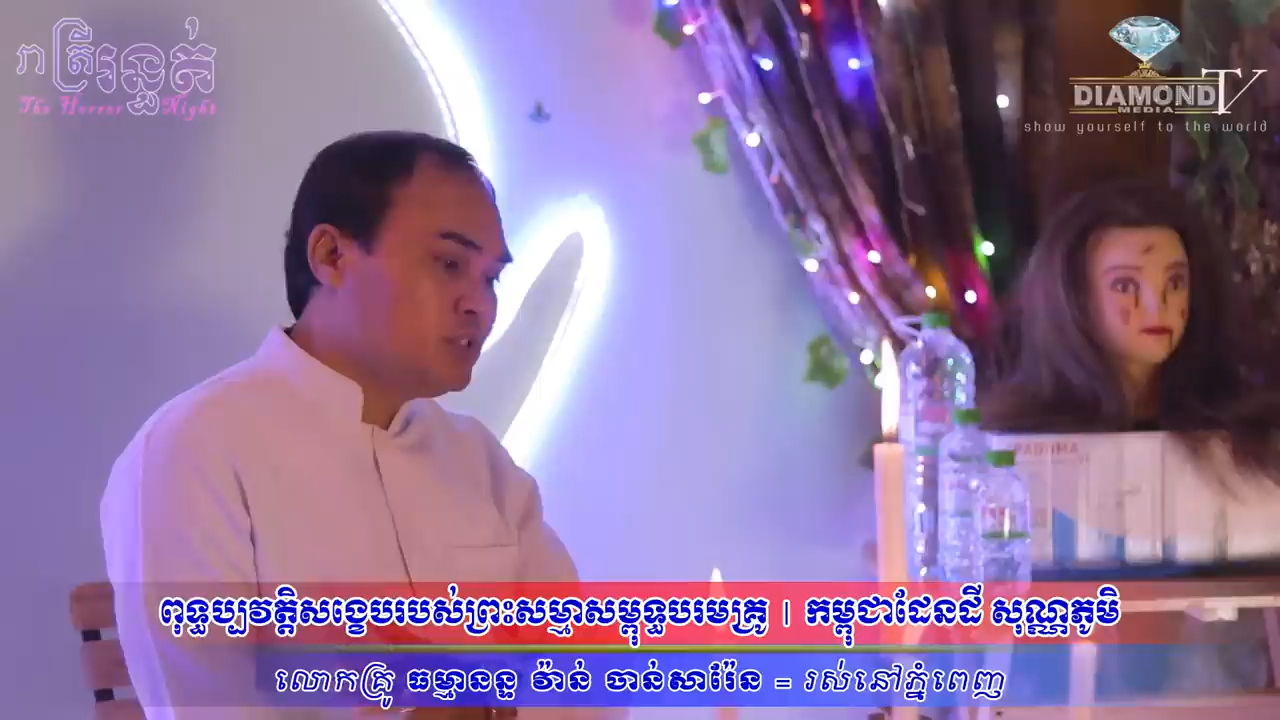 រាត្រីរន្ធត់
The Horror Night
DIAMOND TV
MEDIA
show yourself to the world
PADMA
ពុទ្ធប្បវត្តិសង្ខេបរបស់ព្រះសម្មាសម្ពុទ្ធបរមគ្រូ | កម្ពុជាដែនដី សុវណ្ណភូមិ
លោកគ្រូ ធម្មានន្ទ វ៉ាន់ ចាន់សារ៉ែន = រស់នៅភ្នំពេញ